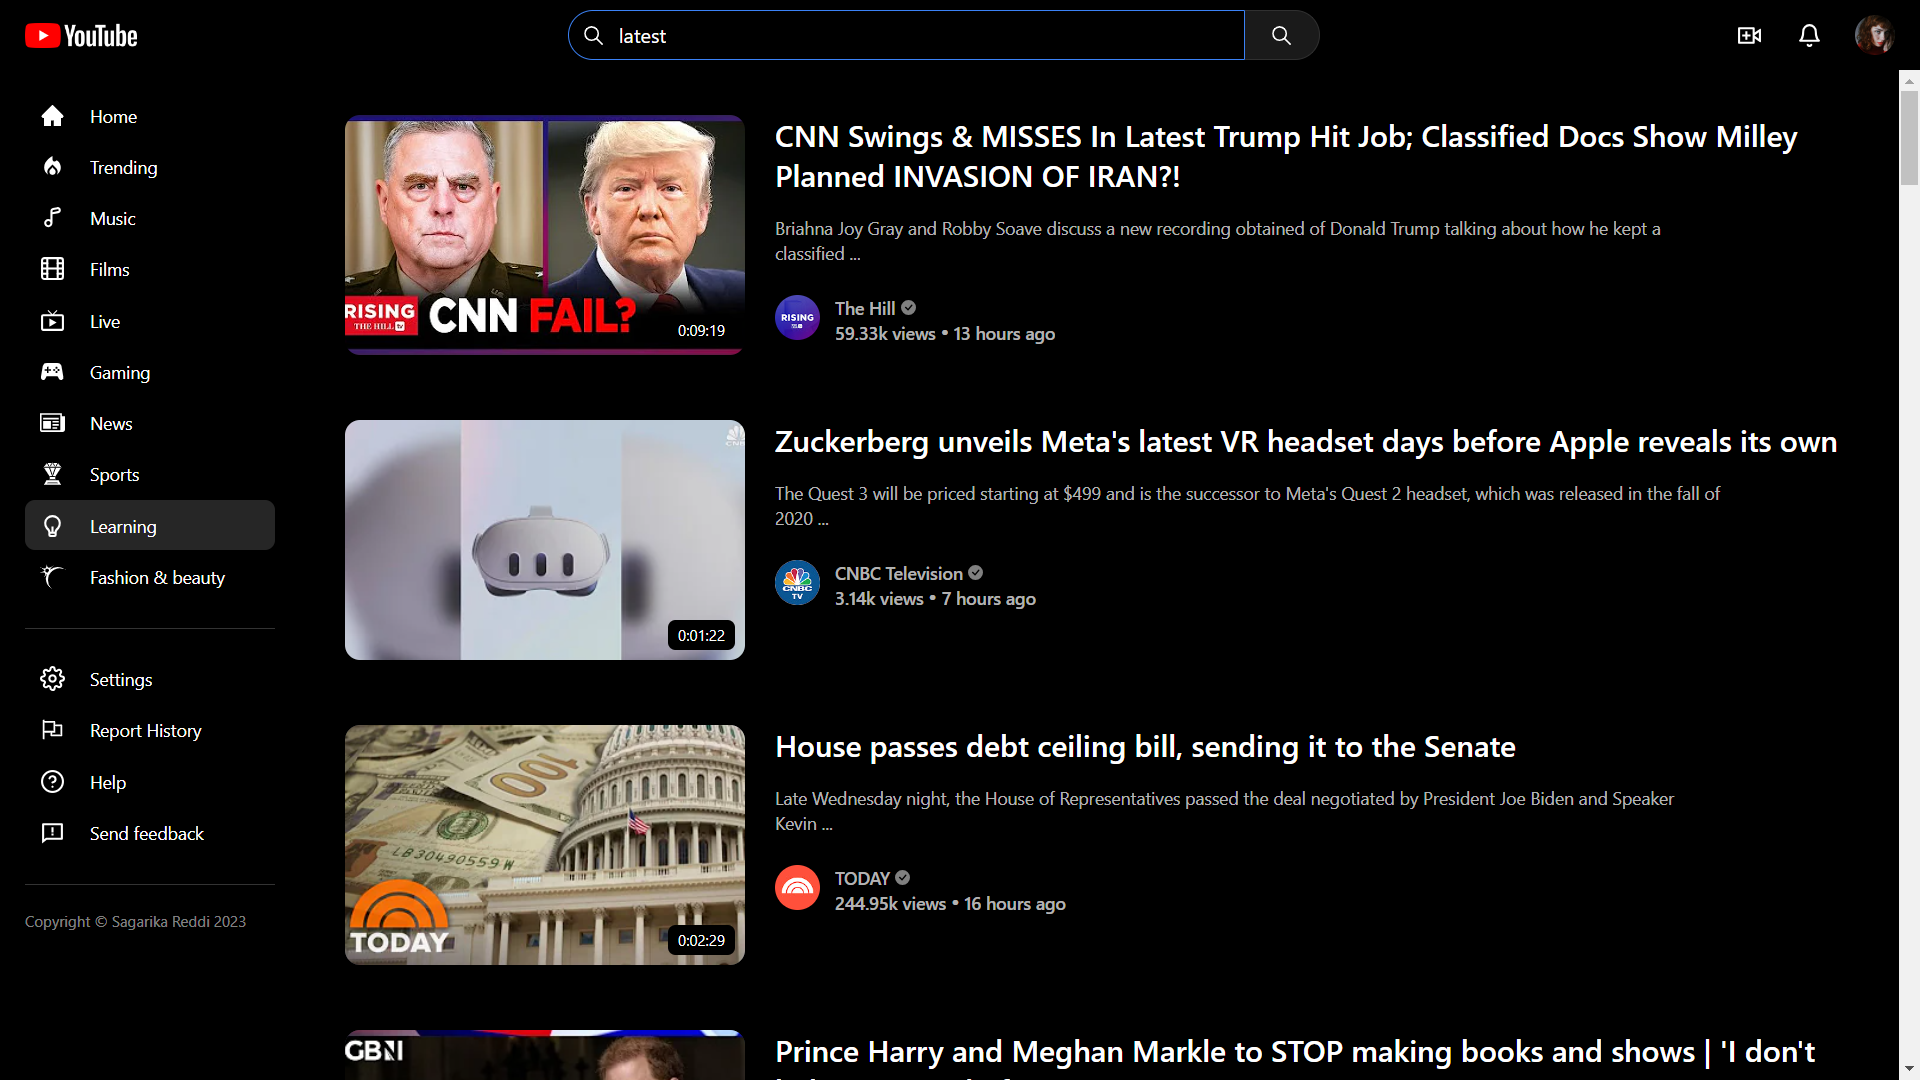 YouTube
latest
Home
Trending
Music
Films
Live
Gaming
News
Sports
Learning
Fashion & beauty
Settings
Report History
Help
Send feedback
Copyright © Sagarika Reddi 2023
RISING
THE HILL TV
CNN FAIL?
0:09:19
CNN Swings & MISSES In Latest Trump Hit Job; Classified Docs Show Milley
Planned INVASION OF IRAN?!
Briahna Joy Gray and Robby Soave discuss a new recording obtained of Donald Trump talking about how he kept a
classified ...
RISING
The Hill
59.33k views • 13 hours ago
0:01:22
Zuckerberg unveils Meta's latest VR headset days before Apple reveals its own
The Quest 3 will be priced starting at $499 and is the successor to Meta's Quest 2 headset, which was released in the fall of
2020 ...
CNBC
TV
CNBC Television
3.14k views • 7 hours ago
100
LB30490559W
TODAY
0:02:29
House passes debt ceiling bill, sending it to the Senate
Late Wednesday night, the House of Representatives passed the deal negotiated by President Joe Biden and Speaker
Kevin ...
TODAY
244.95k views • 16 hours ago
GBN
Prince Harry and Meghan Markle to STOP making books and shows | 'I don't